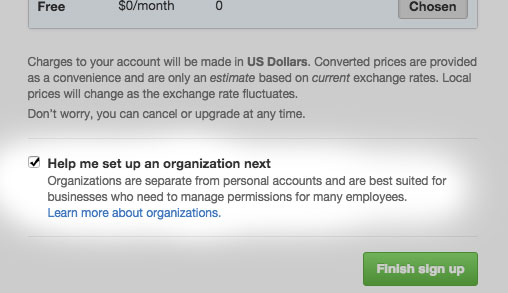 Free $0/month 0 Chosen
Charges to your account will be made in US Dollars. Converted prices are provided
as a convenience and are only an estimate based on current exchange rates. Local
prices will change as the exchange rate fluctuates.
Don't worry, you can cancel or upgrade at any time.
Help me set up an organization next
Organizations are separate from personal accounts and are best suited for
businesses who need to manage permissions for many employees.
Learn more about organizations.
Finish sign up